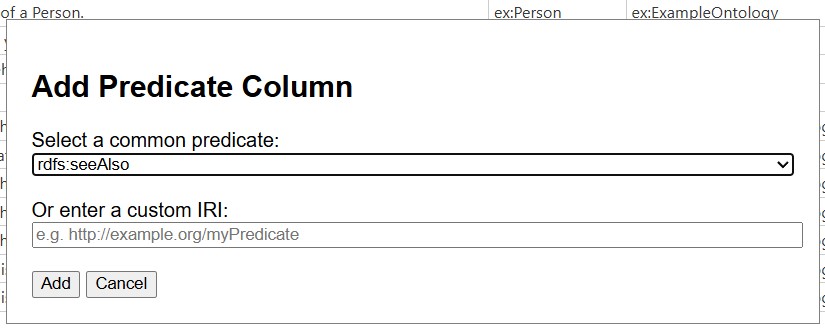 of a Person. ex:Person ex:ExampleOntology
Add Predicate Column
Select a common predicate:
rdfs:seeAlso
Or enter a custom IRI:
e.g. http://example.org/myPredicate
Add Cancel